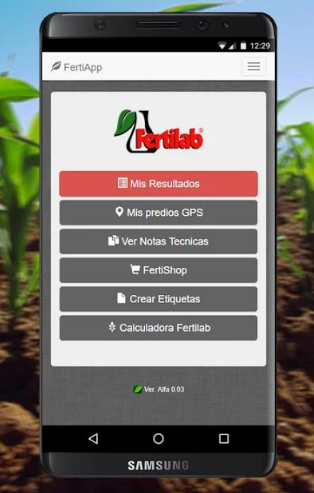 12:29
FertiApp
Fertilab®
Mis Resultados
Mis predios GPS
Ver Notas Tecnicas
FertiShop
Crear Etiquetas
Calculadora Fertilab
Ver. Alfa 0.03
SAMSUNG